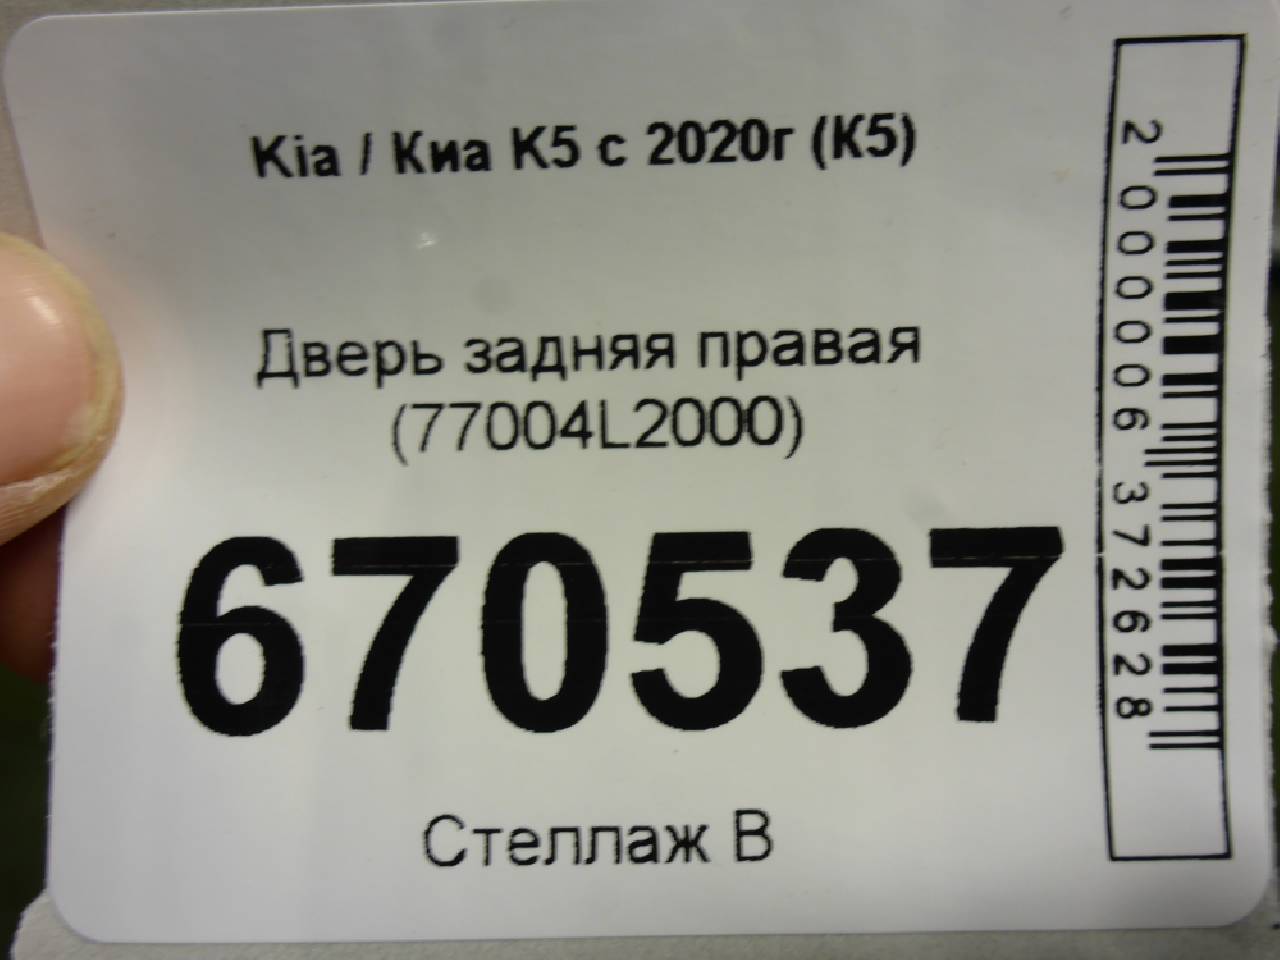 Kia / Киа K5 с 2020г (K5)
Дверь задняя правая
(77004L2000)
670537
Стеллаж В
2000006372628